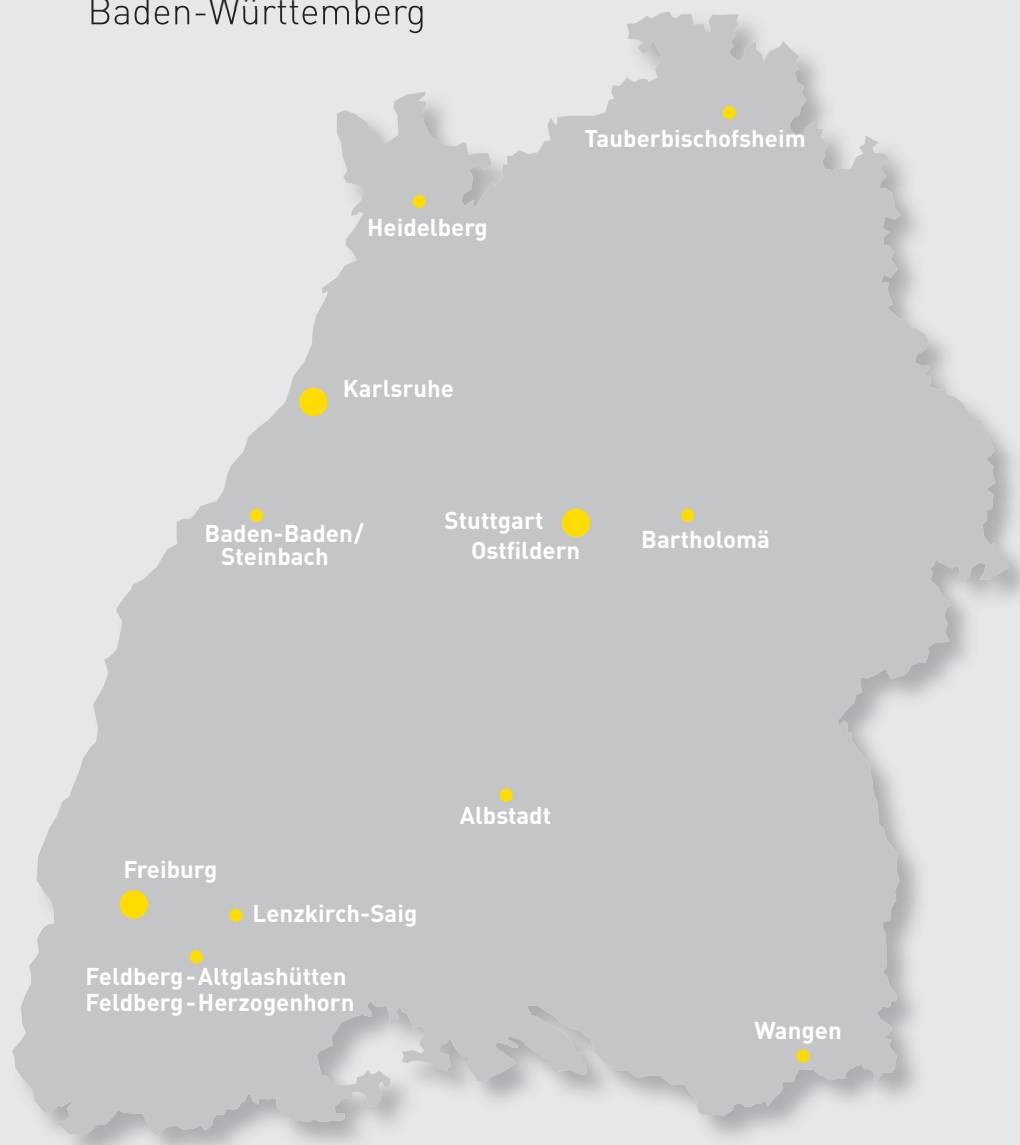 Baden-Württemberg
Tauberbischofsheim
Heidelberg
Karlsruhe
Baden-Baden/
Steinbach
Stuttgart
Ostfildern
Bartholomä
Albstadt
Freiburg
Lenzkirch-Saig
Feldberg-Altglashütten
Feldberg-Herzogenhorn
Wangen